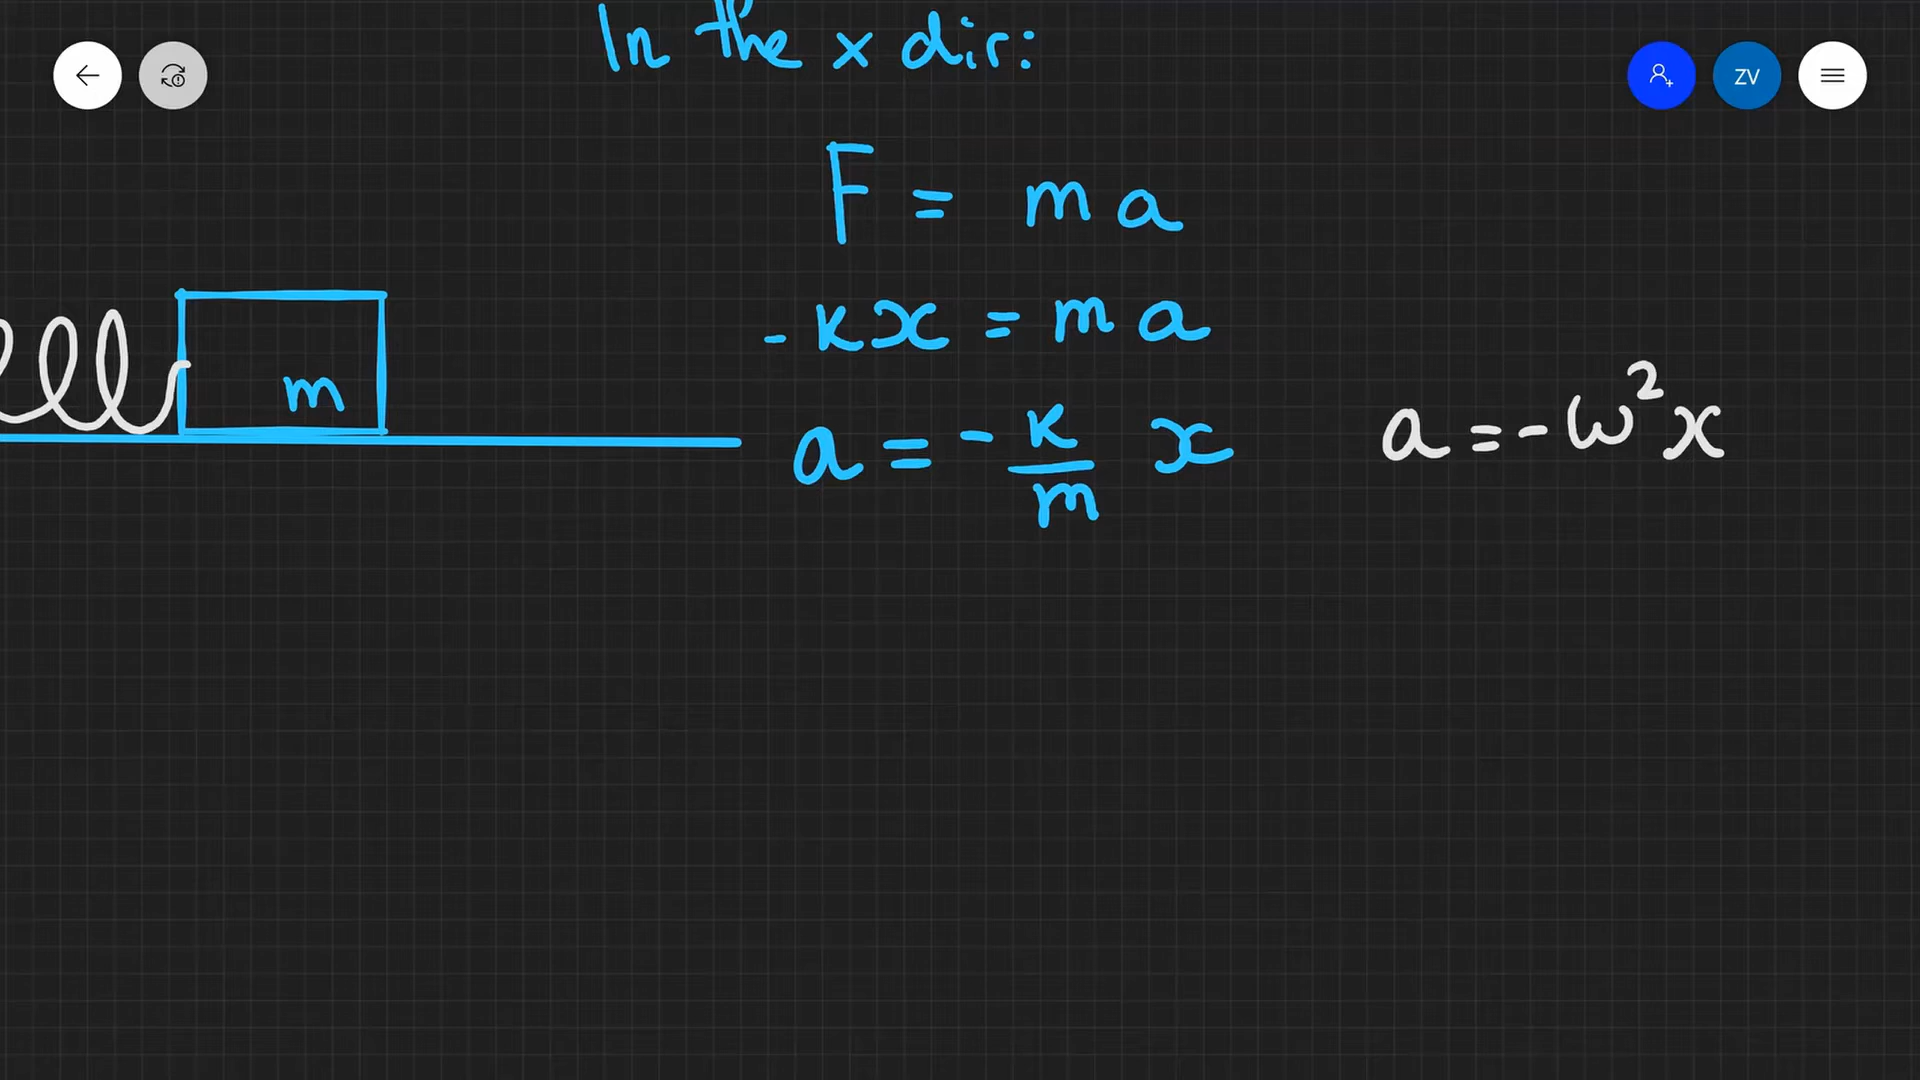 In the x dir:
ZV
F = ma
-kx = ma
m
a = - k/m x
a = -ω²x